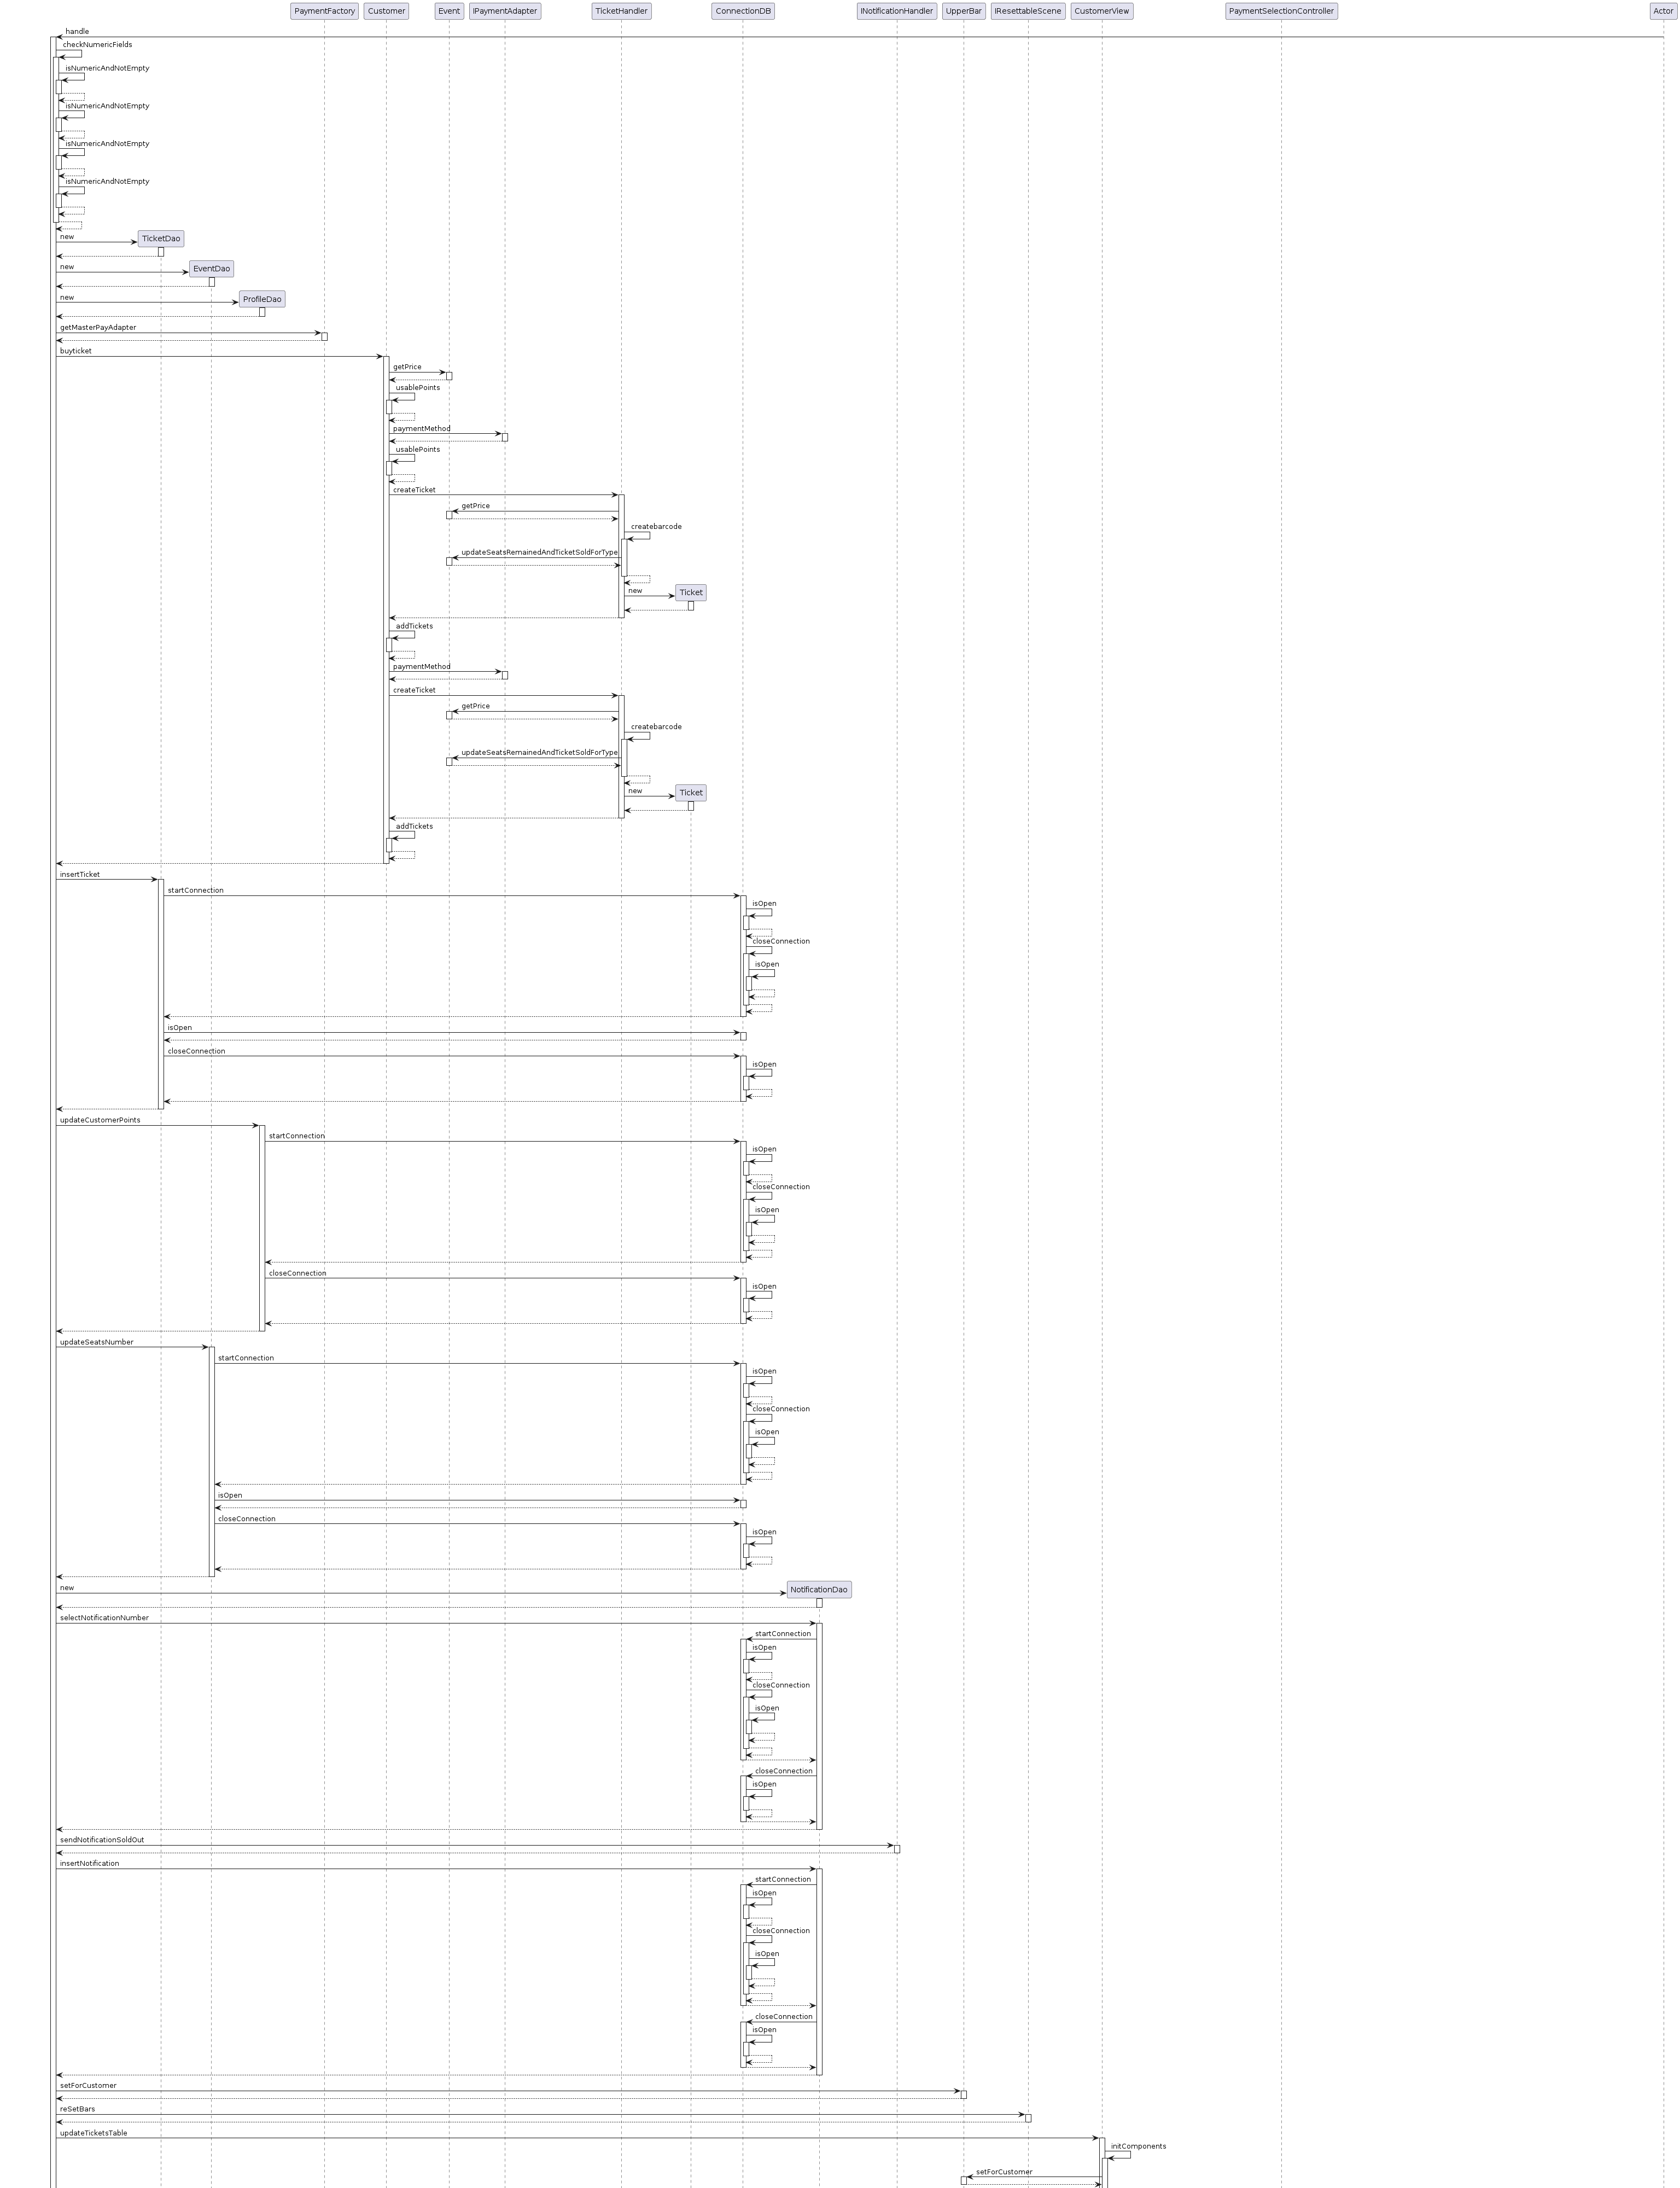 PaymentFactory Customer Event IPaymentAdapter TicketHandler ConnectionDB INotificationHandler UpperBar IResettableScene CustomerView PaymentSelectionController Actor
handle
checkNumericFields
isNumericAndNotEmpty
isNumericAndNotEmpty
isNumericAndNotEmpty
isNumericAndNotEmpty
new TicketDao
new EventDao
new ProfileDao
getMasterPayAdapter
buyticket
getPrice
usablePoints
paymentMethod
usablePoints
createTicket
getPrice
createbarcode
updateSeatsRemainedAndTicketSoldForType
new Ticket
addTickets
paymentMethod
createTicket
getPrice
createbarcode
updateSeatsRemainedAndTicketSoldForType
new Ticket
addTickets
insertTicket
startConnection
isOpen
closeConnection
isOpen
isOpen
closeConnection
isOpen
updateCustomerPoints
startConnection
isOpen
closeConnection
isOpen
closeConnection
isOpen
updateSeatsNumber
startConnection
isOpen
closeConnection
isOpen
isOpen
closeConnection
isOpen
new NotificationDao
selectNotificationNumber
startConnection
isOpen
closeConnection
isOpen
closeConnection
isOpen
sendNotificationSoldOut
insertNotification
startConnection
isOpen
closeConnection
isOpen
closeConnection
isOpen
setForCustomer
reSetBars
updateTicketsTable
initComponents
setForCustomer